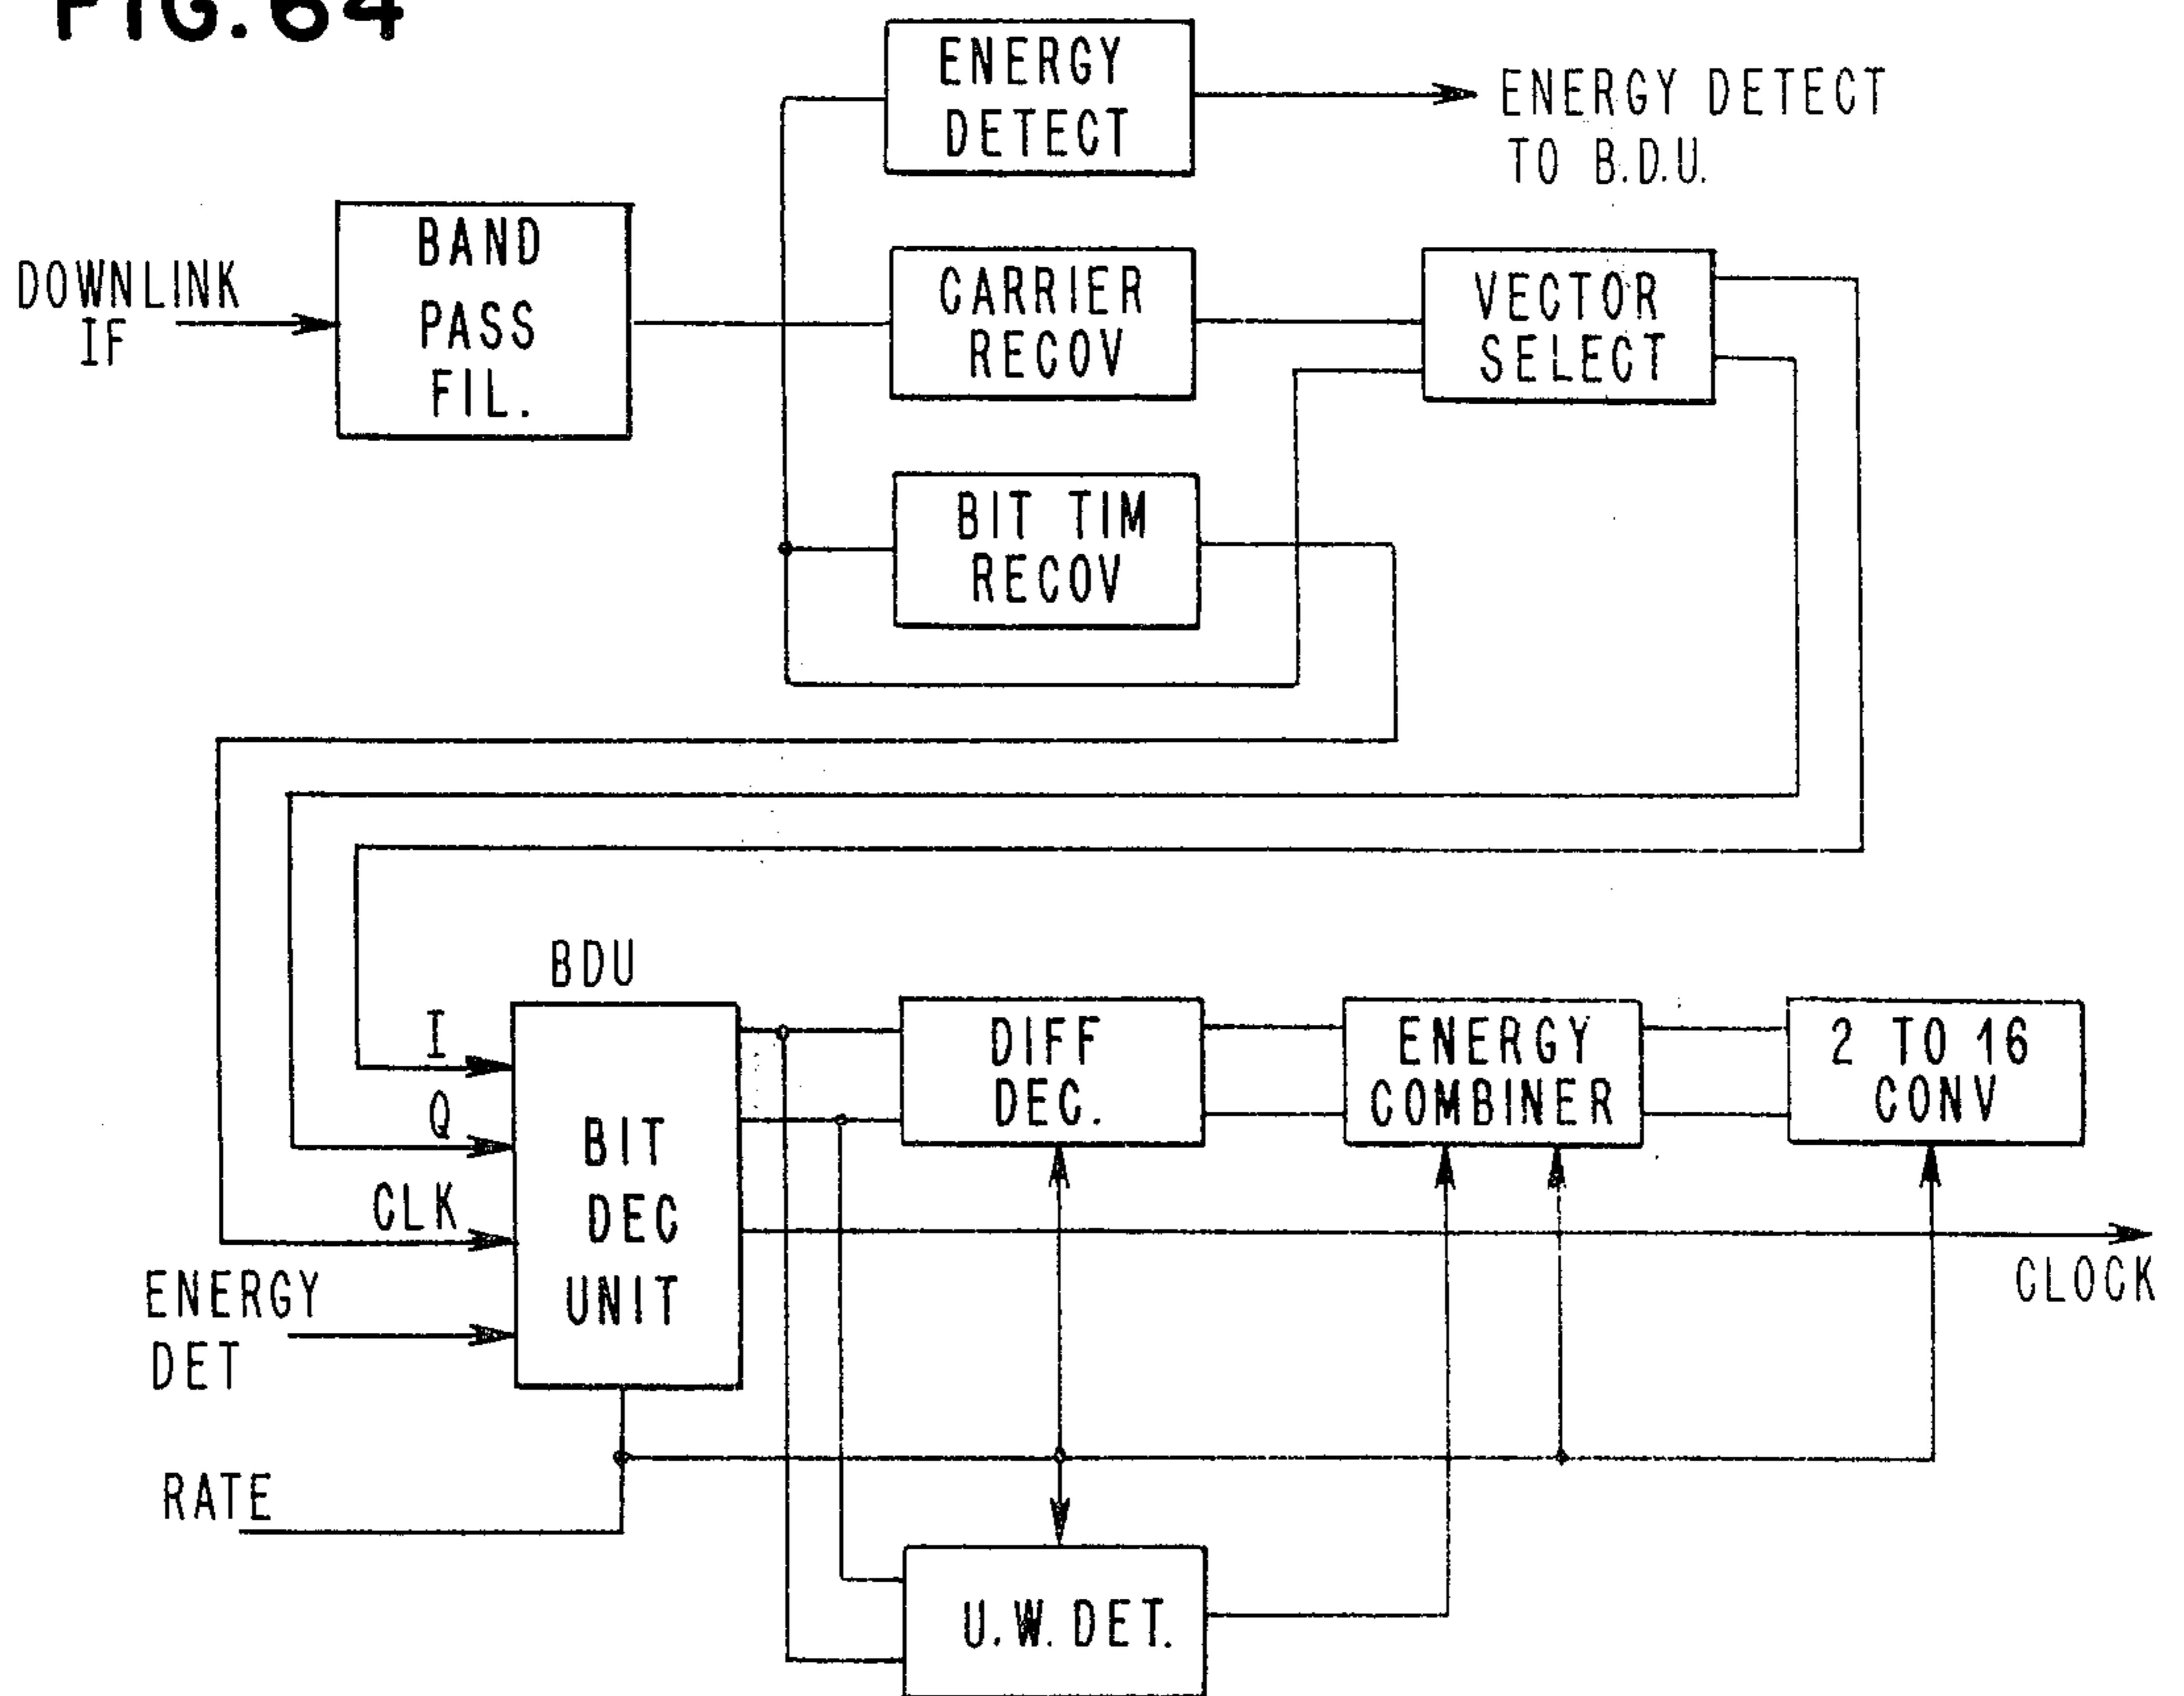 FIG. 64
ENERGY
DETECT
ENERGY DETECT
TO B.D.U.
BAND
PASS
FIL.
DOWNLINK
IF
CARRIER
RECOV
VECTOR
SELECT
BIT TIM
RECOV
BDU
I
Q
CLK
ENERGY
DET
RATE
BIT
DEC
UNIT
DIFF
DEC.
ENERGY
COMBINER
2 TO 16
CONV
CLOCK
U.W. DET.